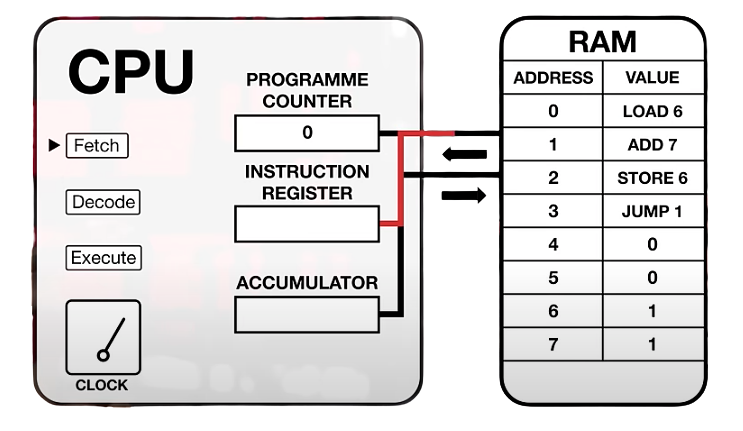 CPU
PROGRAMME
COUNTER
0
Fetch
INSTRUCTION
REGISTER
Decode
Execute
ACCUMULATOR
CLOCK
RAM
ADDRESS VALUE
0 LOAD 6
1 ADD 7
2 STORE 6
3 JUMP 1
4 0
5 0
6 1
7 1